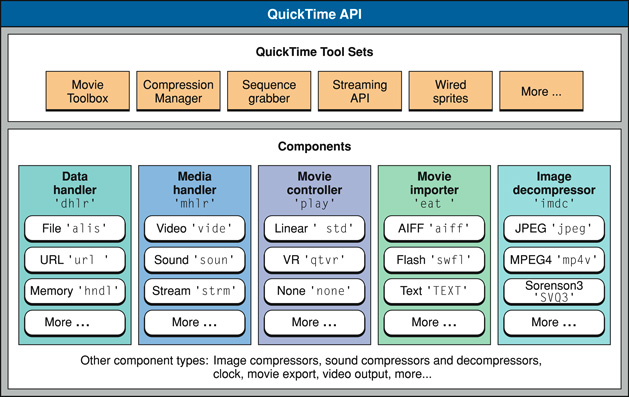 QuickTime API
QuickTime Tool Sets
Movie
Toolbox
Compression
Manager
Sequence
grabber
Streaming
API
Wired
sprites
More ...
Components
Data
handler
'dhlr'
File 'alis'
URL 'url '
Memory 'hndl'
More ...
Media
handler
'mhlr'
Video 'vide'
Sound 'soun'
Stream 'strm'
More ...
Movie
controller
'play'
Linear ' std'
VR 'qtvr'
None 'none'
More ...
Movie
importer
'eat '
AIFF 'aiff'
Flash 'swfl'
Text 'TEXT'
More ...
Image
decompressor
'imdc'
JPEG 'jpeg'
MPEG4 'mp4v'
Sorenson3
'SVQ3'
More ...
Other component types: Image compressors, sound compressors and decompressors,
clock, movie export, video output, more...